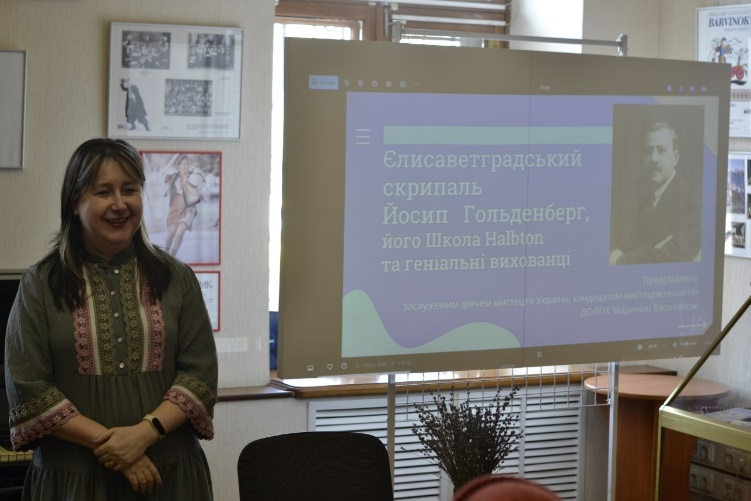 Єлисаветградський
скрипаль
Йосип Гольденберг,
його Школа Halbton
та геніальні вихованці
Представлено
заслуженим діячем мистецтв України, кандидатом мистецтвознавства
ДОЛГІХ Мариною Василівною
BARVINOK